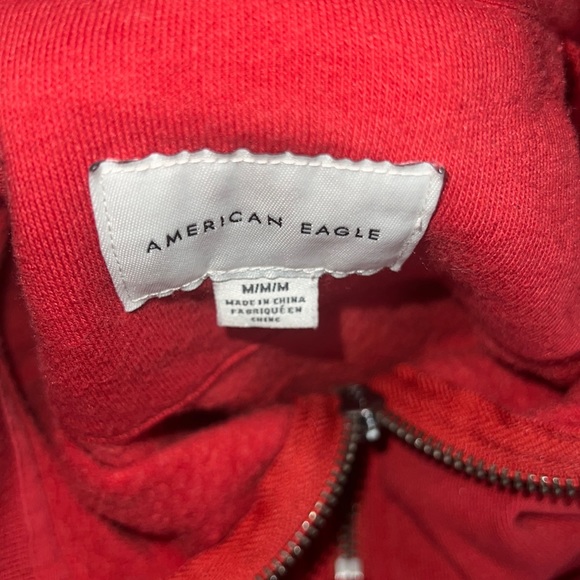 AMERICAN EAGLE
M/M/M
MADE IN CHINA
FABRIQUÉ EN
CHINE